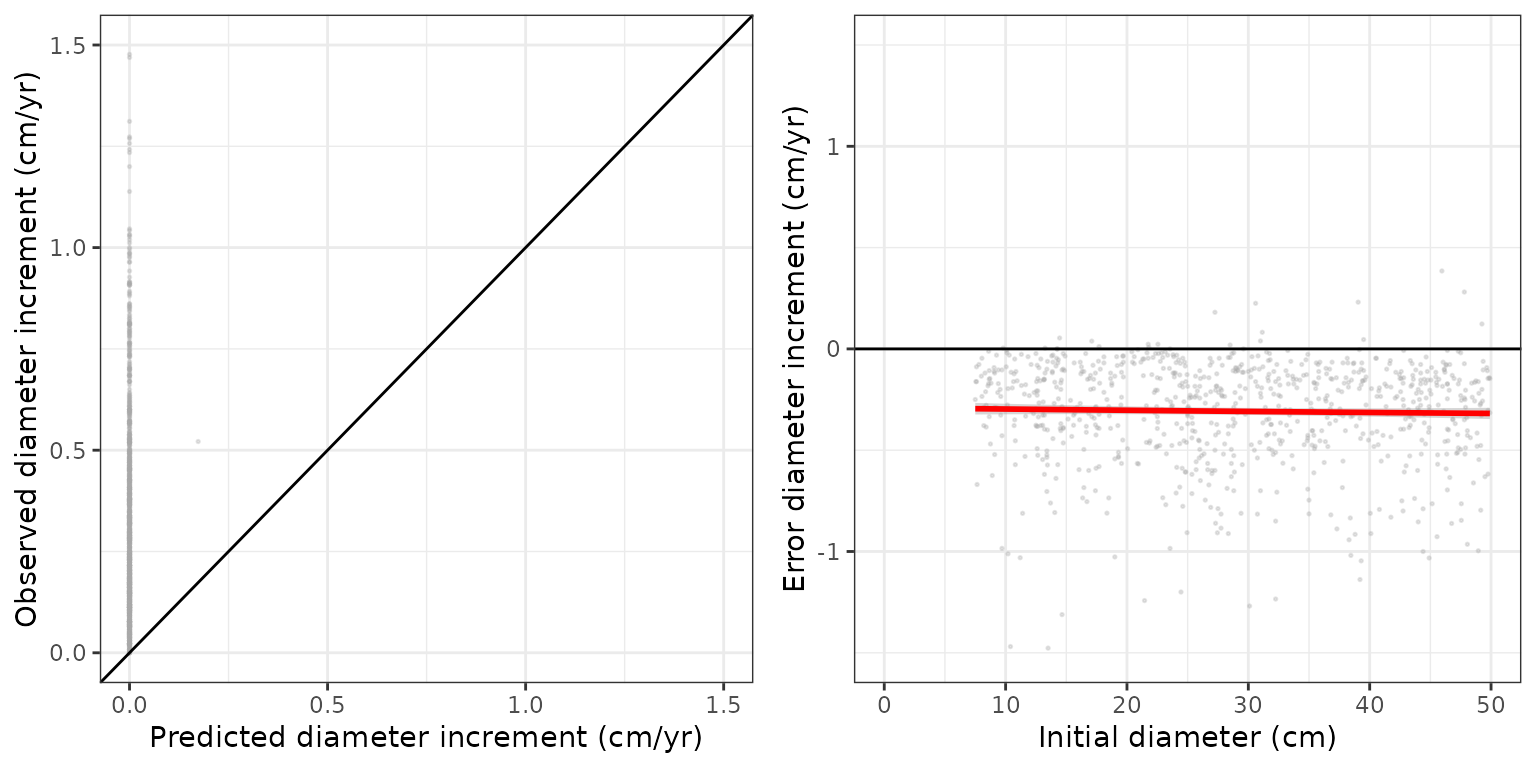 Observed diameter increment (cm/yr)
1.5
1.0
0.5
0.0
0.0 0.5 1.0 1.5
Predicted diameter increment (cm/yr)
Error diameter increment (cm/yr)
1
0
-1
0 10 20 30 40 50
Initial diameter (cm)